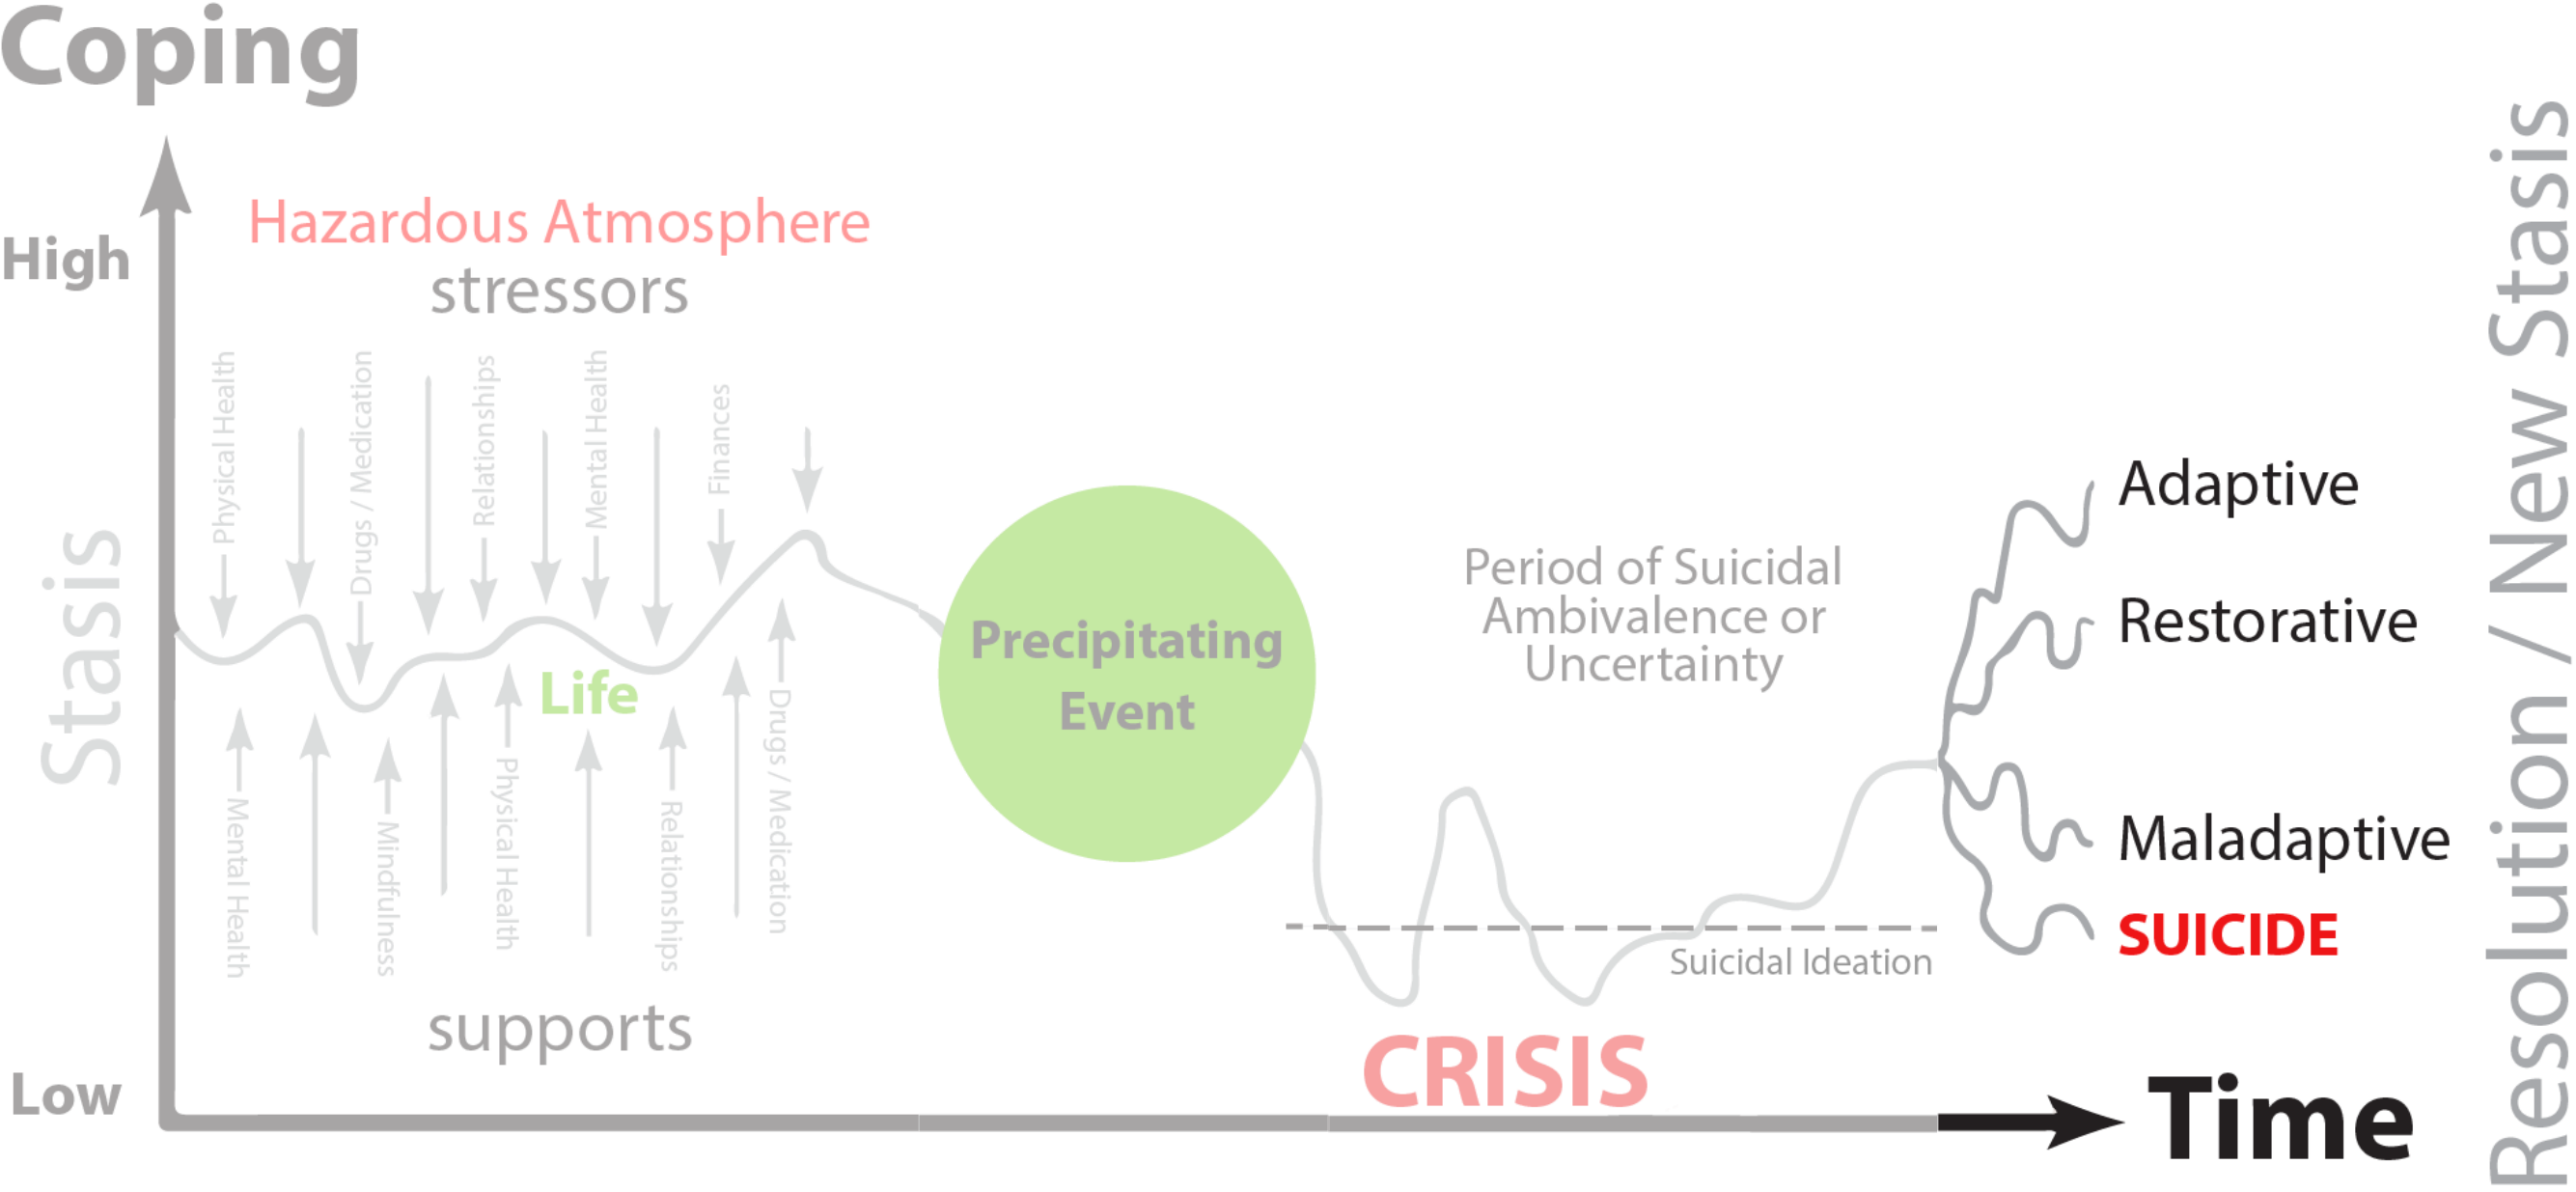 Coping
High
Hazardous Atmosphere
stressors
Physical Health
Drugs / Medication
Relationships
Mental Health
Finances
Stasis
Life
Mental Health
Mindfulness
Physical Health
Relationships
Drugs / Medication
supports
Low
Precipitating
Event
Period of Suicidal
Ambivalence or
Uncertainty
Suicidal Ideation
CRISIS
Adaptive
Restorative
Maladaptive
SUICIDE
Time
Resolution / New Stasis